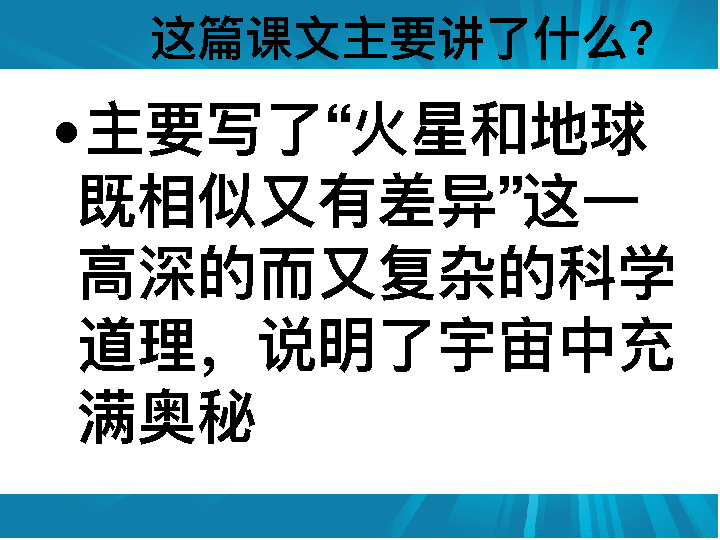 这篇课文主要讲了什么？
•主要写了“火星和地球
既相似又有差异”这一
高深的而又复杂的科学
道理，说明了宇宙中充
满奥秘